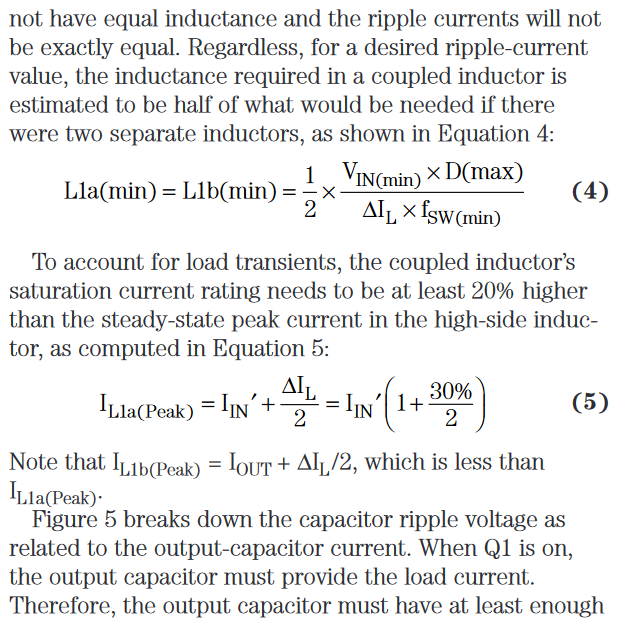 not have equal inductance and the ripple currents will not
be exactly equal. Regardless, for a desired ripple-current
value, the inductance required in a coupled inductor is
estimated to be half of what would be needed if there
were two separate inductors, as shown in Equation 4:
L1a(min) = L1b(min) = 1/2 × (V_IN(min) × D(max)) / (ΔI_L × f_SW(min)) (4)
To account for load transients, the coupled inductor's
saturation current rating needs to be at least 20% higher
than the steady-state peak current in the high-side induc-
tor, as computed in Equation 5:
I_L1a(Peak) = I_IN′ + ΔI_L/2 = I_IN′ (1 + 30%/2) (5)
Note that I_L1b(Peak) = I_OUT + ΔI_L/2, which is less than
I_L1a(Peak).
Figure 5 breaks down the capacitor ripple voltage as
related to the output-capacitor current. When Q1 is on,
the output capacitor must provide the load current.
Therefore, the output capacitor must have at least enough